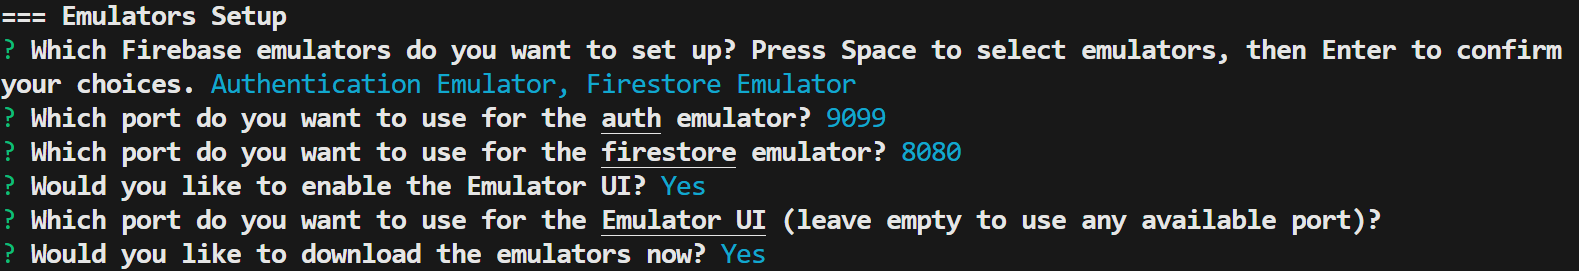 === Emulators Setup
? Which Firebase emulators do you want to set up? Press Space to select emulators, then Enter to confirm
your choices. Authentication Emulator, Firestore Emulator
? Which port do you want to use for the auth emulator? 9099
? Which port do you want to use for the firestore emulator? 8080
? Would you like to enable the Emulator UI? Yes
? Which port do you want to use for the Emulator UI (leave empty to use any available port)?
? Would you like to download the emulators now? Yes